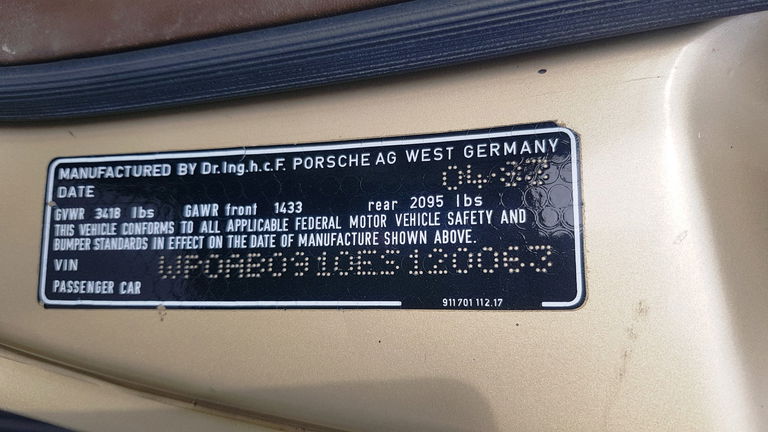 MANUFACTURED BY Dr.Ing.h.c.F. PORSCHE AG WEST GERMANY
DATE
GVWR 3418 lbs GAWR front 1433 rear 2095 lbs
THIS VEHICLE CONFORMS TO ALL APPLICABLE FEDERAL MOTOR VEHICLE SAFETY AND
BUMPER STANDARDS IN EFFECT ON THE DATE OF MANUFACTURE SHOWN ABOVE.
VIN WP0AB0910ES120063
PASSENGER CAR
911 701 112.17